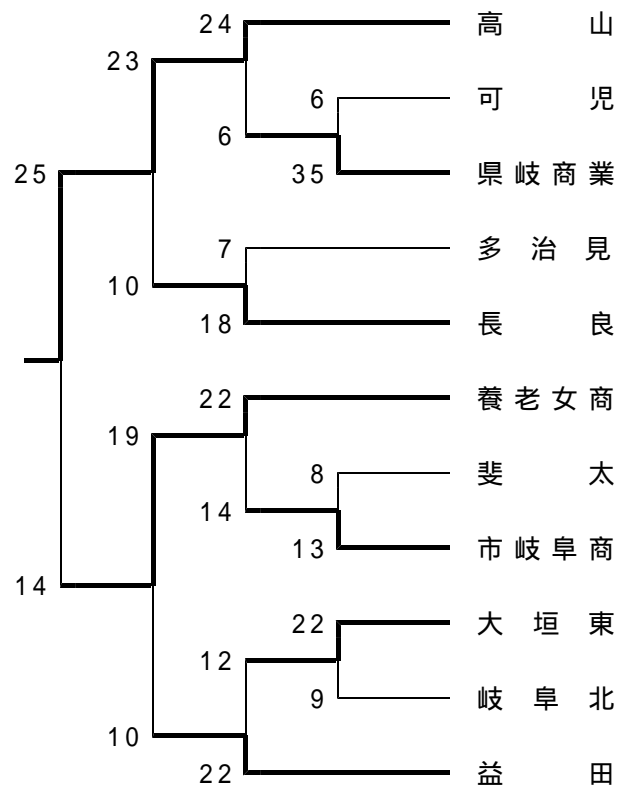 24 高山
23
6 可児
6
25 35 県岐商業
7 多治見
10
18 長良
22 養老女商
19
8 斐太
14
13 市岐阜商
14
22 大垣東
12
9 岐阜北
10
22 益田